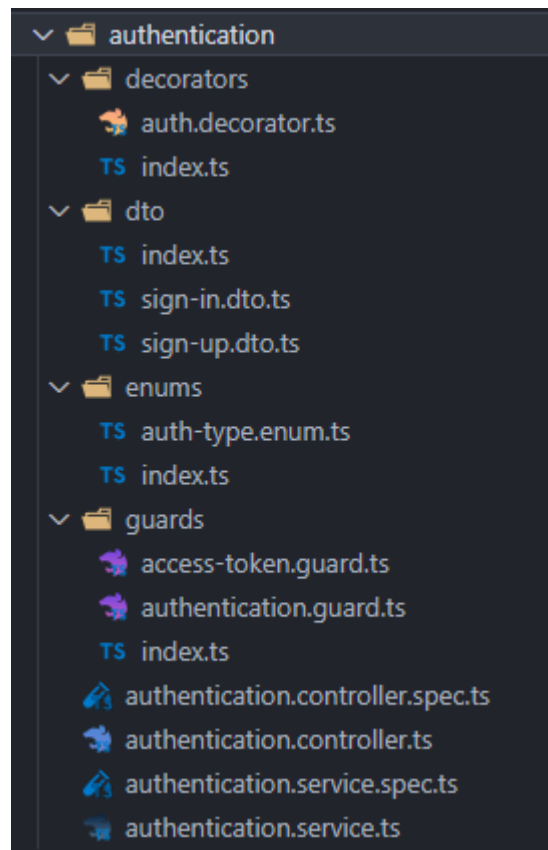 authentication
decorators
auth.decorator.ts
TS index.ts
dto
TS index.ts
TS sign-in.dto.ts
TS sign-up.dto.ts
enums
TS auth-type.enum.ts
TS index.ts
guards
access-token.guard.ts
authentication.guard.ts
TS index.ts
authentication.controller.spec.ts
authentication.controller.ts
authentication.service.spec.ts
authentication.service.ts